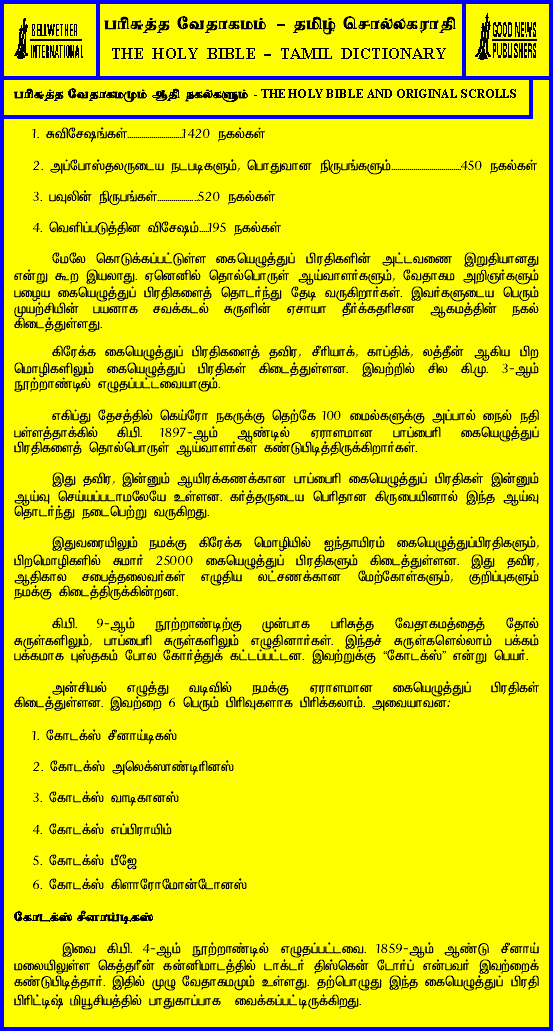 BELLWETHER
INTERNATIONAL
பரிசுத்த வேதாகமம் – தமிழ் சொல்லகராதி
THE HOLY BIBLE – TAMIL DICTIONARY
GOOD NEWS
PUBLISHERS
பரிசுத்த வேதாகமமும் ஆதி நகல்களும் - THE HOLY BIBLE AND ORIGINAL SCROLLS
1. சுவிசேஷங்கள்..........................1420 நகல்கள்
2. அப்போஸ்தலருடைய நடபடிகளும், பொதுவான நிருபங்களும்..................................450 நகல்கள்
3. பவுலின் நிருபங்கள்....................520 நகல்கள்
4. வெளிப்படுத்தின விசேஷம்....195 நகல்கள்
மேலே கொடுக்கப்பட்டுள்ள கையெழுத்துப் பிரதிகளின் அட்டவணை இறுதியானது
என்று கூற இயலாது. ஏனெனில் தொல்பொருள் ஆய்வாளர்களும், வேதாகம அறிஞர்களும்
பழைய கையெழுத்துப் பிரதிகளைத் தொடர்ந்து தேடி வருகிறார்கள். இவர்களுடைய பெரும்
முயற்சியின் பயனாக சவக்கடல் சுருளின் ஏசாயா தீர்க்கதரிசன ஆகமத்தின் நகல்
கிடைத்துள்ளது.
கிரேக்க கையெழுத்துப் பிரதிகளைத் தவிர, சீரியாக், காப்திக், லத்தீன் ஆகிய பிற
மொழிகளிலும் கையெழுத்துப் பிரதிகள் கிடைத்துள்ளன. இவற்றில் சில கி.மு. 3-ஆம்
நூற்றாண்டில் எழுதப்பட்டவையாகும்.
எகிப்து தேசத்தில் கெய்ரோ நகருக்கு தெற்கே 100 மைல்களுக்கு அப்பால் நைல் நதி
பள்ளத்தாக்கில் கி.பி. 1897-ஆம் ஆண்டில் ஏராளமான பாப்பைரி கையெழுத்துப்
பிரதிகளைத் தொல்பொருள் ஆய்வாளர்கள் கண்டுபிடித்திருக்கிறார்கள்.
இது தவிர, இன்னும் ஆயிரக்கணக்கான பாப்பைரி கையெழுத்துப் பிரதிகள் இன்னும்
ஆய்வு செய்யப்படாமலேயே உள்ளன. கர்த்தருடைய பெரிதான கிருபையினால் இந்த ஆய்வு
தொடர்ந்து நடைபெற்று வருகிறது.
இதுவரையிலும் நமக்கு கிரேக்க மொழியில் ஐந்தாயிரம் கையெழுத்துப்பிரதிகளும்,
பிறமொழிகளில் சுமார் 25000 கையெழுத்துப் பிரதிகளும் கிடைத்துள்ளன. இது தவிர,
ஆதிகால சபைத்தலைவர்கள் எழுதிய லட்சணக்கான மேற்கோள்களும், குறிப்புகளும்
நமக்கு கிடைத்திருக்கின்றன.
கி.பி. 9-ஆம் நூற்றாண்டிற்கு முன்பாக பரிசுத்த வேதாகமத்தைத் தோல்
சுருள்களிலும், பாப்பைரி சுருள்களிலும் எழுதினார்கள். இந்தச் சுருள்களெல்லாம் பக்கம்
பக்கமாக புஸ்தகம் போல கோர்த்துக் கட்டப்பட்டன. இவற்றுக்கு “கோடக்ஸ்” என்று பெயர்.
அன்சியல் எழுத்து வடிவில் நமக்கு ஏராளமான கையெழுத்துப் பிரதிகள்
கிடைத்துள்ளன. இவற்றை 6 பெரும் பிரிவுகளாக பிரிக்கலாம். அவையாவன:
1. கோடக்ஸ் சீனாய்டிகஸ்
2. கோடக்ஸ் அலெக்ஸாண்டிரினஸ்
3. கோடக்ஸ் வாடிகானஸ்
4. கோடக்ஸ் எப்பிராயிம்
5. கோடக்ஸ் பீஜே
6. கோடக்ஸ் கிளாரோமோன்டோனஸ்
கோடக்ஸ் சீனாய்டிகஸ்
இவை கி.பி. 4-ஆம் நூற்றாண்டில் எழுதப்பட்டவை. 1859-ஆம் ஆண்டு சீனாய்
மலையிலுள்ள கெத்தரீன் கன்னிமாடத்தில் டாக்டர் திஸ்கென் டோர்ப் என்பவர் இவற்றைக்
கண்டுபிடித்தார். இதில் முழு வேதாகமமும் உள்ளது. தற்பொழுது இந்த கையெழுத்துப் பிரதி
பிரிட்டிஷ் மியூசியத்தில் பாதுகாப்பாக வைக்கப்பட்டிருக்கிறது.